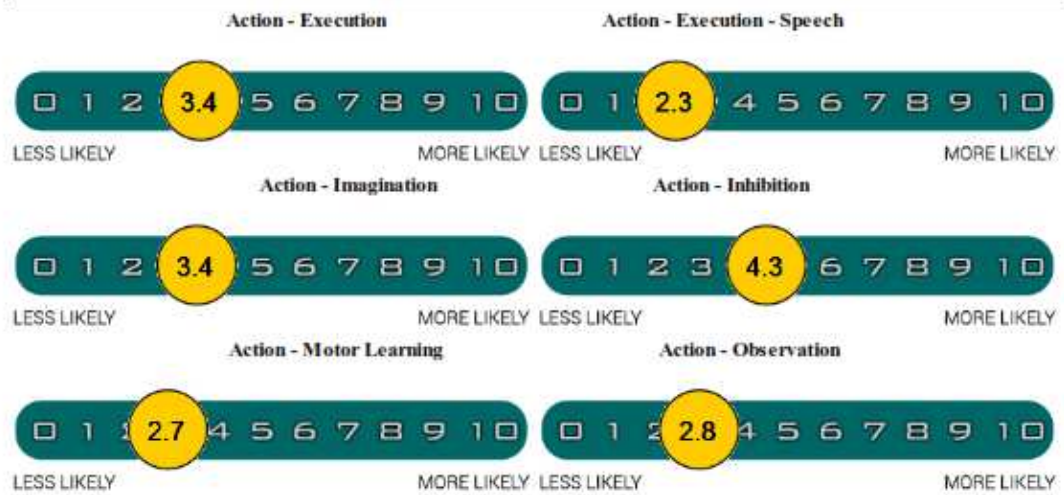 Action - Execution
Action - Execution - Speech
0 1 2 3.4 5 6 7 8 9 10
0 1 2.3 4 5 6 7 8 9 10
LESS LIKELY MORE LIKELY
LESS LIKELY MORE LIKELY
Action - Imagination
Action - Inhibition
0 1 2 3.4 5 6 7 8 9 10
0 1 2 3 4.3 6 7 8 9 10
LESS LIKELY MORE LIKELY
LESS LIKELY MORE LIKELY
Action - Motor Learning
Action - Observation
0 1 2.7 4 5 6 7 8 9 10
0 1 2 2.8 4 5 6 7 8 9 10
LESS LIKELY MORE LIKELY
LESS LIKELY MORE LIKELY